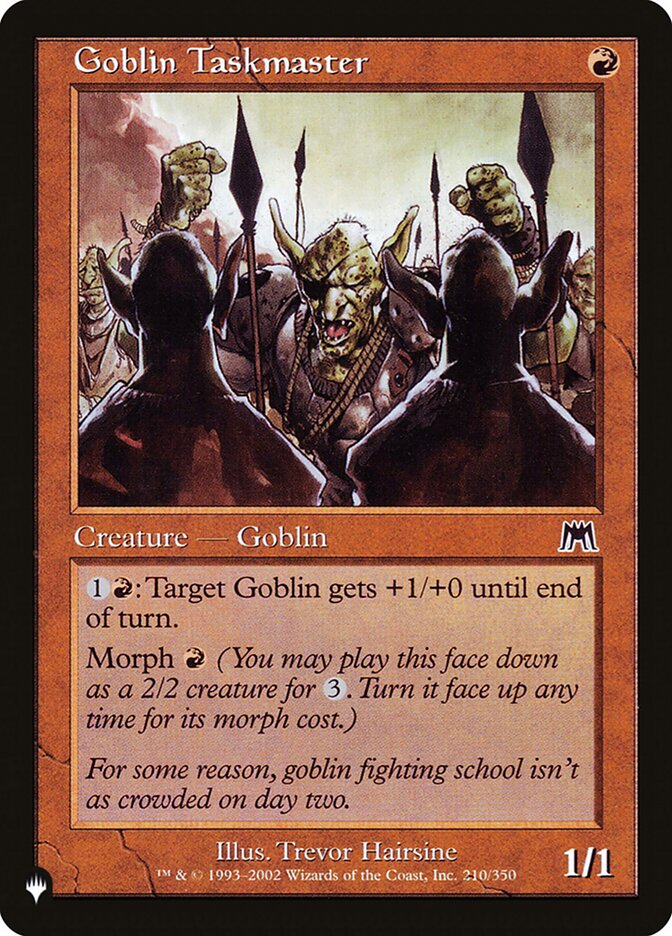 Goblin Taskmaster
Creature — Goblin
1 : Target Goblin gets +1/+0 until end
of turn.
Morph (You may play this face down
as a 2/2 creature for 3. Turn it face up any
time for its morph cost.)
For some reason, goblin fighting school isn't
as crowded on day two.
Illus. Trevor Hairsine
™ & © 1993–2002 Wizards of the Coast, Inc. 210/350
1/1